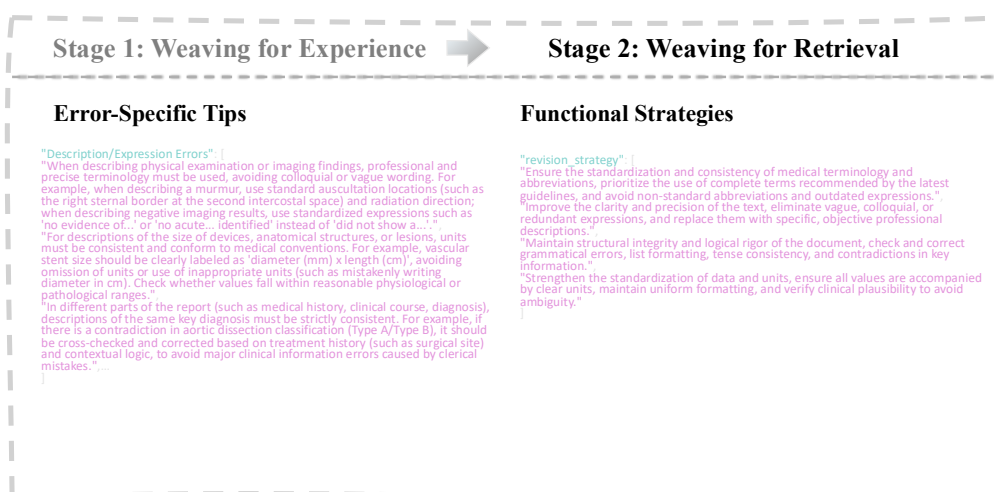 Stage 1: Weaving for Experience
Stage 2: Weaving for Retrieval
Error-Specific Tips
"Description/Expression Errors": [
"When describing physical examination or imaging findings, professional and
precise terminology must be used, avoiding colloquial or vague wording. For
example, when describing a murmur, use standard auscultation locations (such as
the right sternal border at the second intercostal space) and radiation direction;
when describing negative imaging results, use standardized expressions such as
'no evidence of...' or 'no acute... identified' instead of 'did not show a...'.",
"For descriptions of the size of devices, anatomical structures, or lesions, units
must be consistent and conform to medical conventions. For example, vascular
stent size should be clearly labeled as 'diameter (mm) x length (cm)', avoiding
omission of units or use of inappropriate units (such as mistakenly writing
diameter in cm). Check whether values fall within reasonable physiological or
pathological ranges.",
"In different parts of the report (such as medical history, clinical course, diagnosis),
descriptions of the same key diagnosis must be strictly consistent. For example, if
there is a contradiction in aortic dissection classification (Type A/Type B), it should
be cross-checked and corrected based on treatment history (such as surgical site)
and contextual logic, to avoid major clinical information errors caused by clerical
mistakes.",...
]
Functional Strategies
"revision_strategy": [
"Ensure the standardization and consistency of medical terminology and
abbreviations, prioritize the use of complete terms recommended by the latest
guidelines, and avoid non-standard abbreviations and outdated expressions.",
"Improve the clarity and precision of the text, eliminate vague, colloquial, or
redundant expressions, and replace them with specific, objective professional
descriptions.",
"Maintain structural integrity and logical rigor of the document, check and correct
grammatical errors, list formatting, tense consistency, and contradictions in key
information.",
"Strengthen the standardization of data and units, ensure all values are accompanied
by clear units, maintain uniform formatting, and verify clinical plausibility to avoid
ambiguity."
]